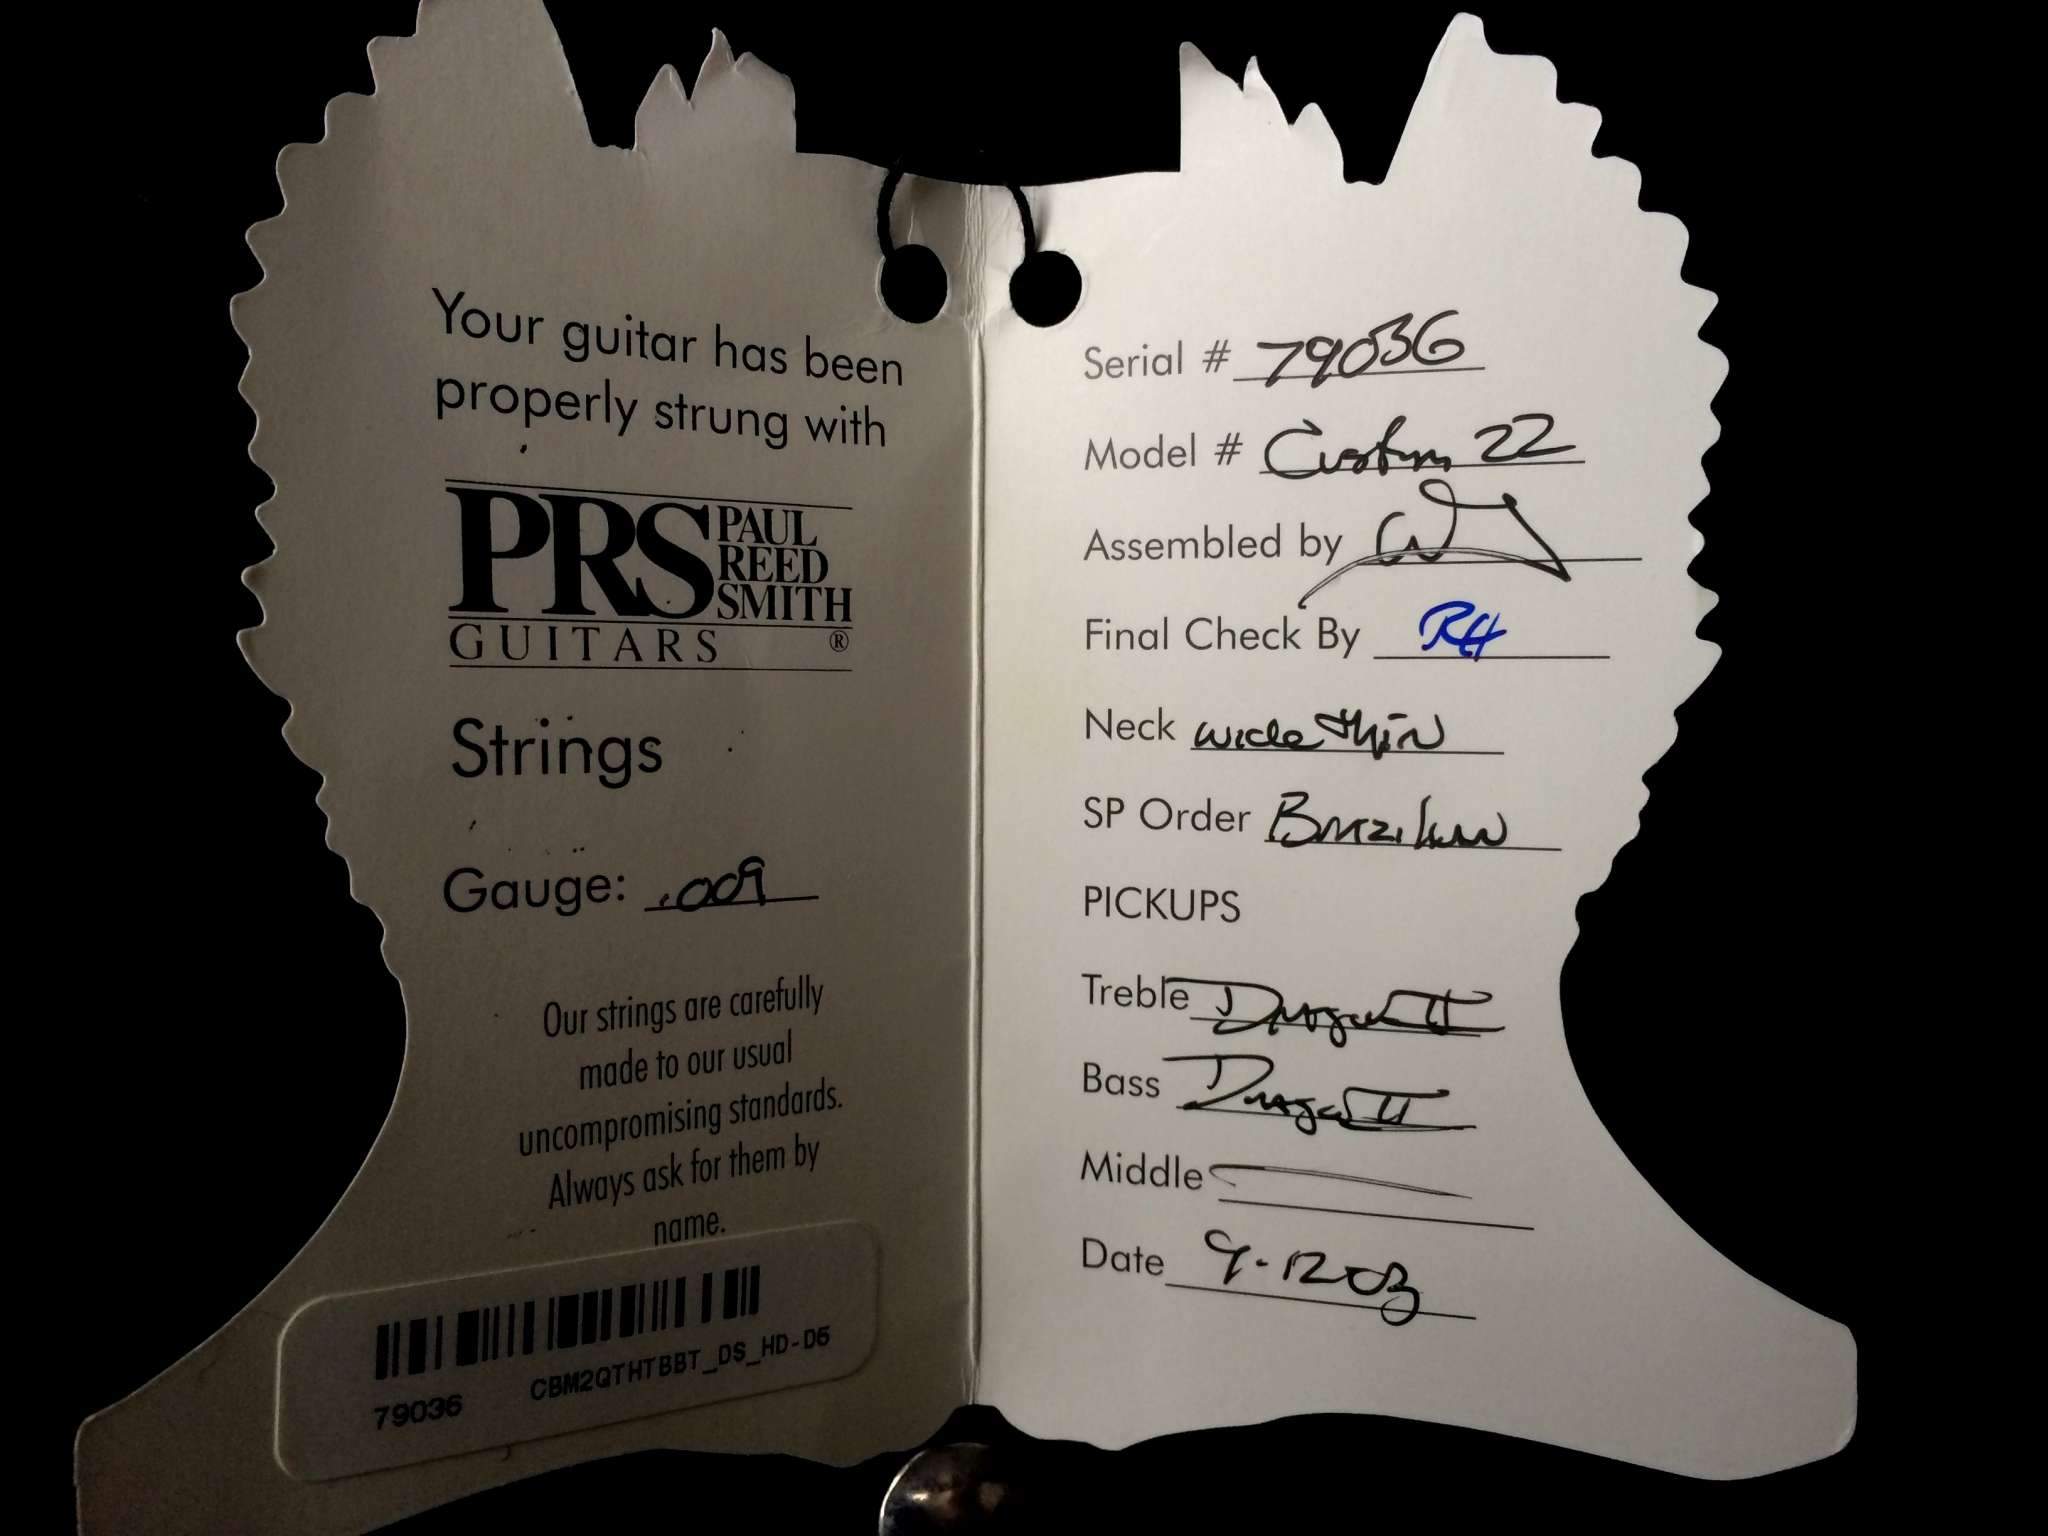 Your guitar has been
properly strung with
PRS PAUL
REED
SMITH
GUITARS ®
Strings
Gauge: .009
Our strings are carefully
made to our usual
uncompromising standards.
Always ask for them by
name.
79036 CBM2QTHTBBT_DS_HD-D5
Serial # 79036
Model # Custom 22
Assembled by
Final Check By RH
Neck wide thin
SP Order Brazilian
PICKUPS
Treble Dragon II
Bass Dragon II
Middle
Date 9-12 03